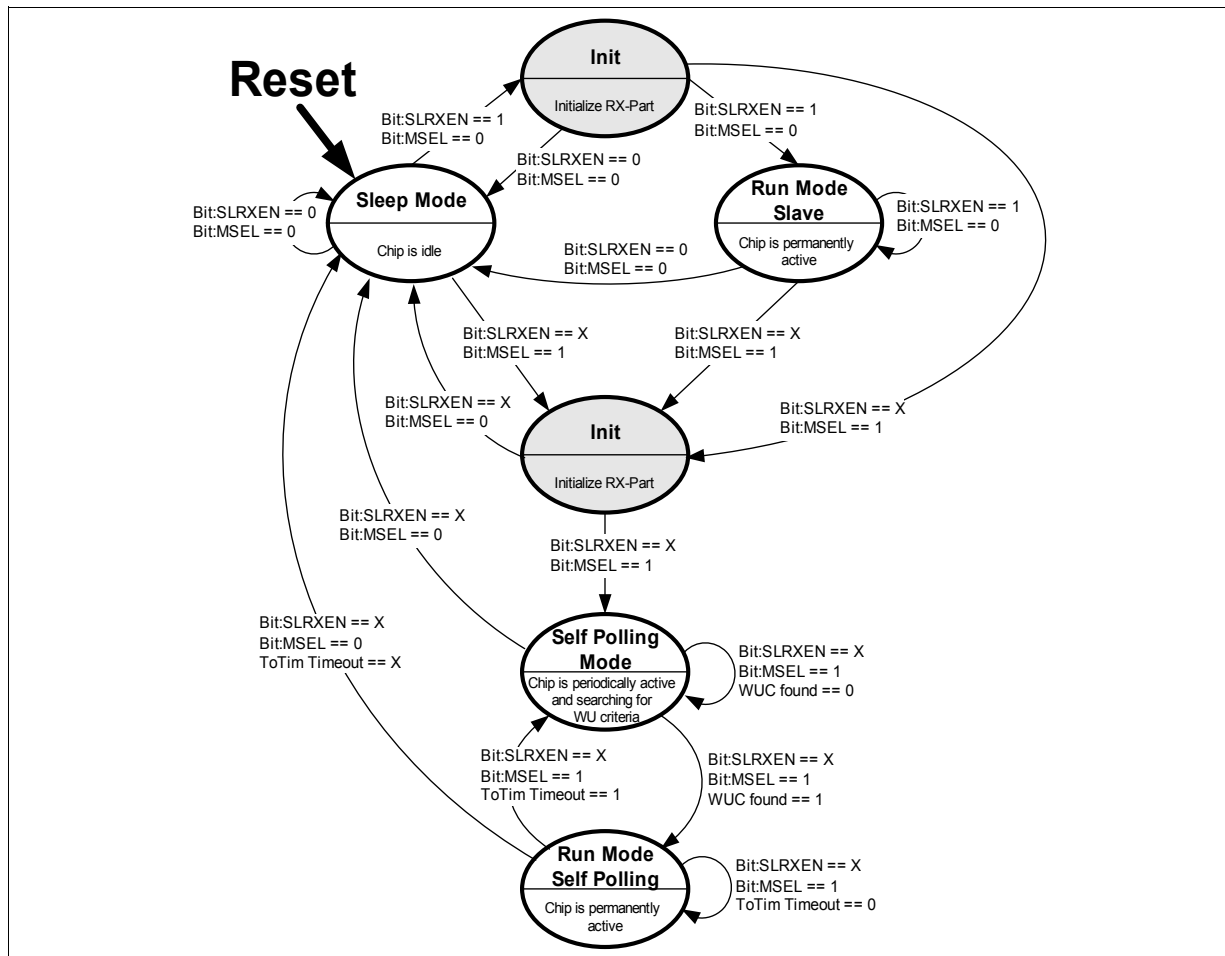 Reset
Init
Initialize RX-Part
Bit:SLRXEN == 1
Bit:MSEL == 0
Bit:SLRXEN == 0
Bit:MSEL == 0
Bit:SLRXEN == 1
Bit:MSEL == 0
Sleep Mode
Chip is idle
Bit:SLRXEN == 0
Bit:MSEL == 0
Run Mode
Slave
Chip is permanently
active
Bit:SLRXEN == 1
Bit:MSEL == 0
Bit:SLRXEN == 0
Bit:MSEL == 0
Bit:SLRXEN == X
Bit:MSEL == 1
Bit:SLRXEN == X
Bit:MSEL == 1
Bit:SLRXEN == X
Bit:MSEL == 0
Bit:SLRXEN == X
Bit:MSEL == 1
Init
Initialize RX-Part
Bit:SLRXEN == X
Bit:MSEL == 0
Bit:SLRXEN == X
Bit:MSEL == 1
Bit:SLRXEN == X
Bit:MSEL == 0
ToTim Timeout == X
Self Polling
Mode
Chip is periodically active
and searching for
WU criteria
Bit:SLRXEN == X
Bit:MSEL == 1
WUC found == 0
Bit:SLRXEN == X
Bit:MSEL == 1
ToTim Timeout == 1
Bit:SLRXEN == X
Bit:MSEL == 1
WUC found == 1
Run Mode
Self Polling
Chip is permanently
active
Bit:SLRXEN == X
Bit:MSEL == 1
ToTim Timeout == 0